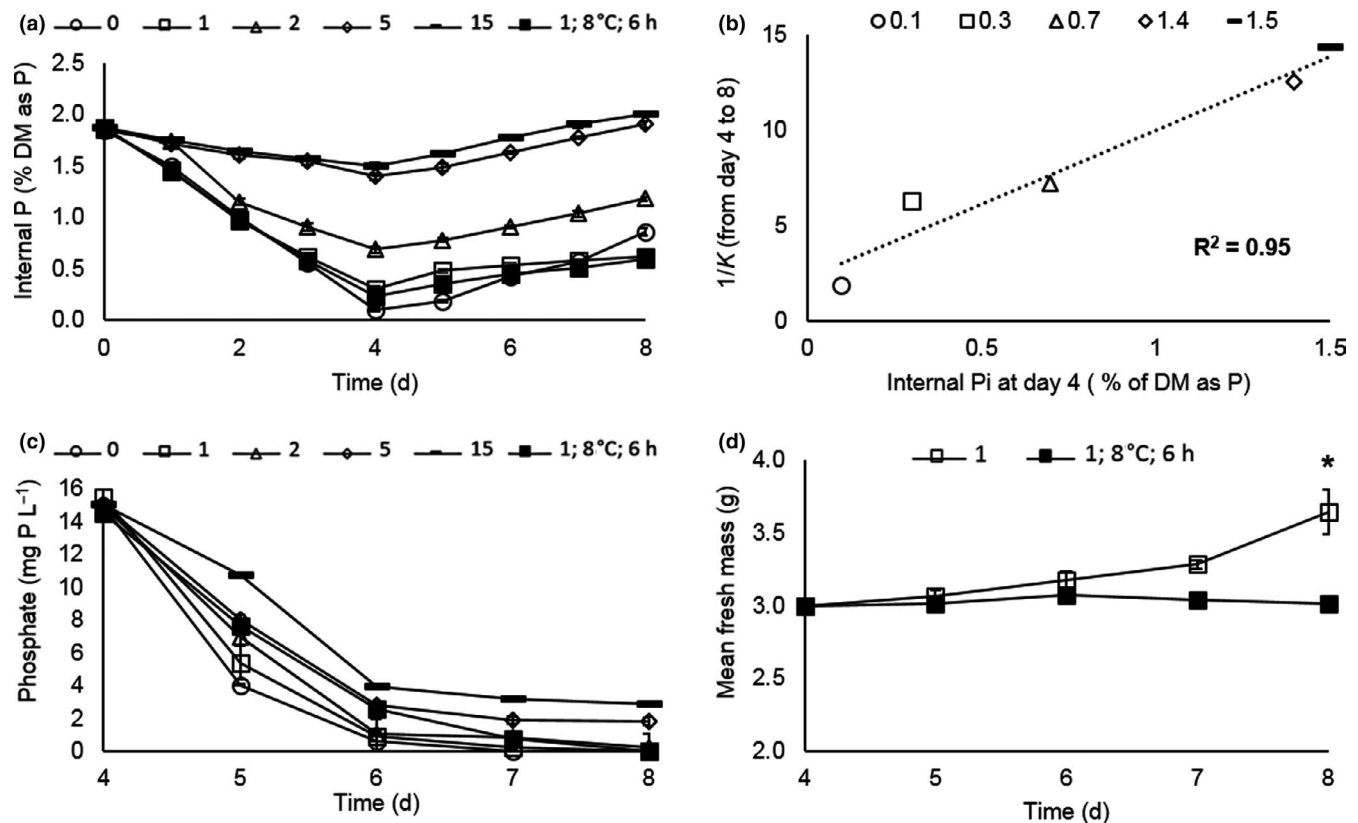 (a) 0 1 2 5 15 1; 8°C; 6 h
Internal P (% DM as P)
2.5
2.0
1.5
1.0
0.5
0.0
0 2 4 6 8
Time (d)
(b) 0.1 0.3 0.7 1.4 1.5
1/K (from day 4 to 8)
15
10
5
0
R² = 0.95
0 0.5 1 1.5
Internal Pi at day 4 ( % of DM as P)
(c) 0 1 2 5 15 1; 8°C; 6 h
Phosphate (mg P L⁻¹)
16
14
12
10
8
6
4
2
0
4 5 6 7 8
Time (d)
(d) 1 1; 8°C; 6 h
Mean fresh mass (g)
4.0
3.5
3.0
2.5
2.0
*
4 5 6 7 8
Time (d)